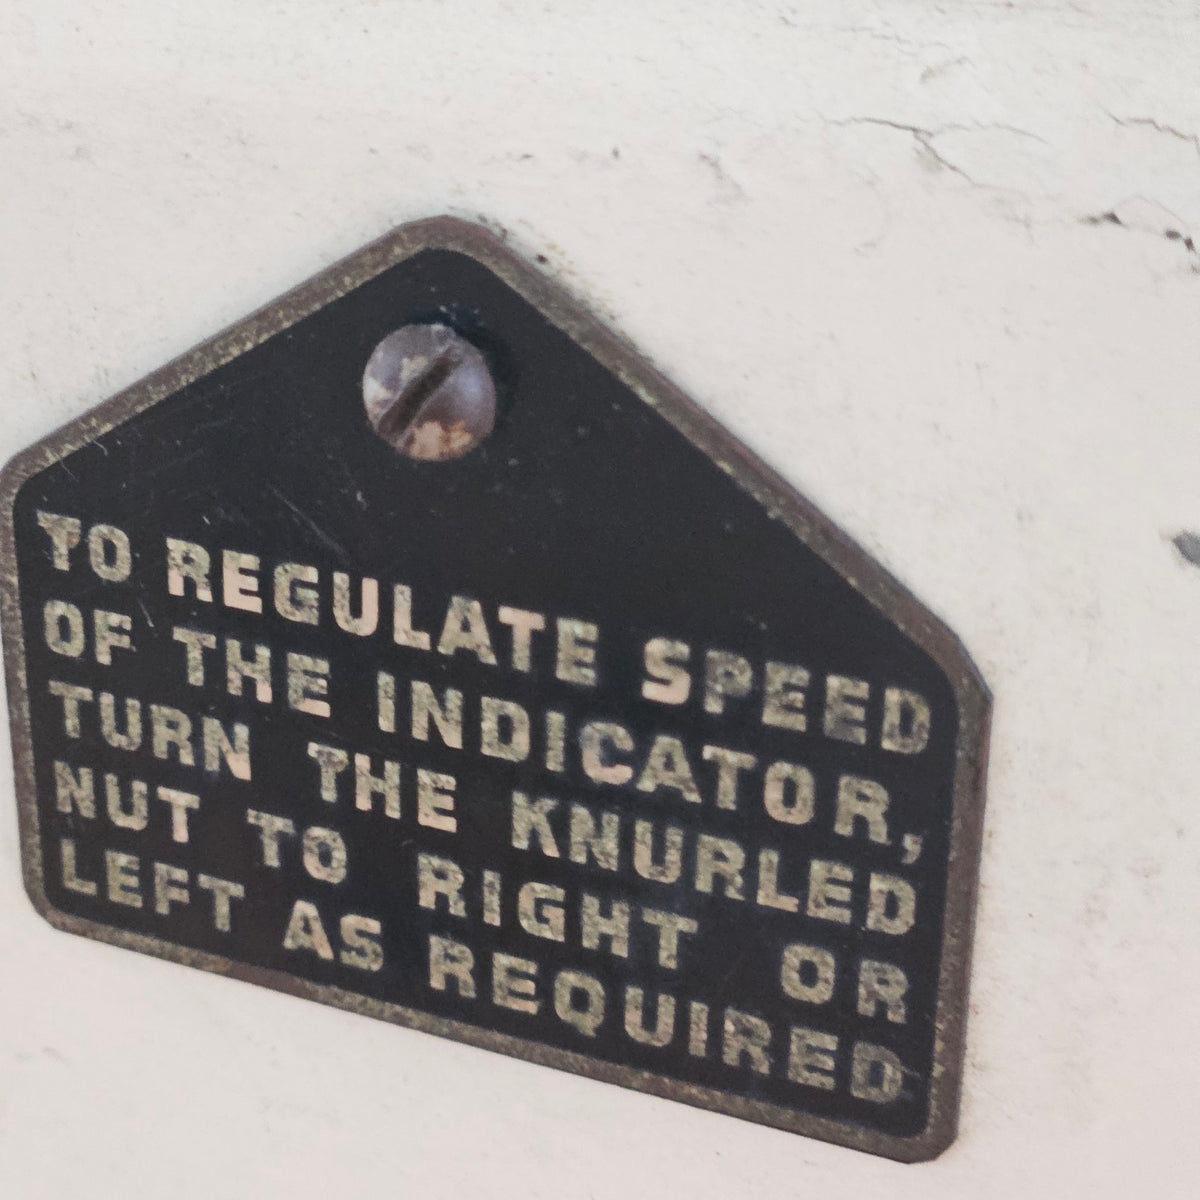 TO REGULATE SPEED
OF THE INDICATOR,
TURN THE KNURLED
NUT TO RIGHT OR
LEFT AS REQUIRED